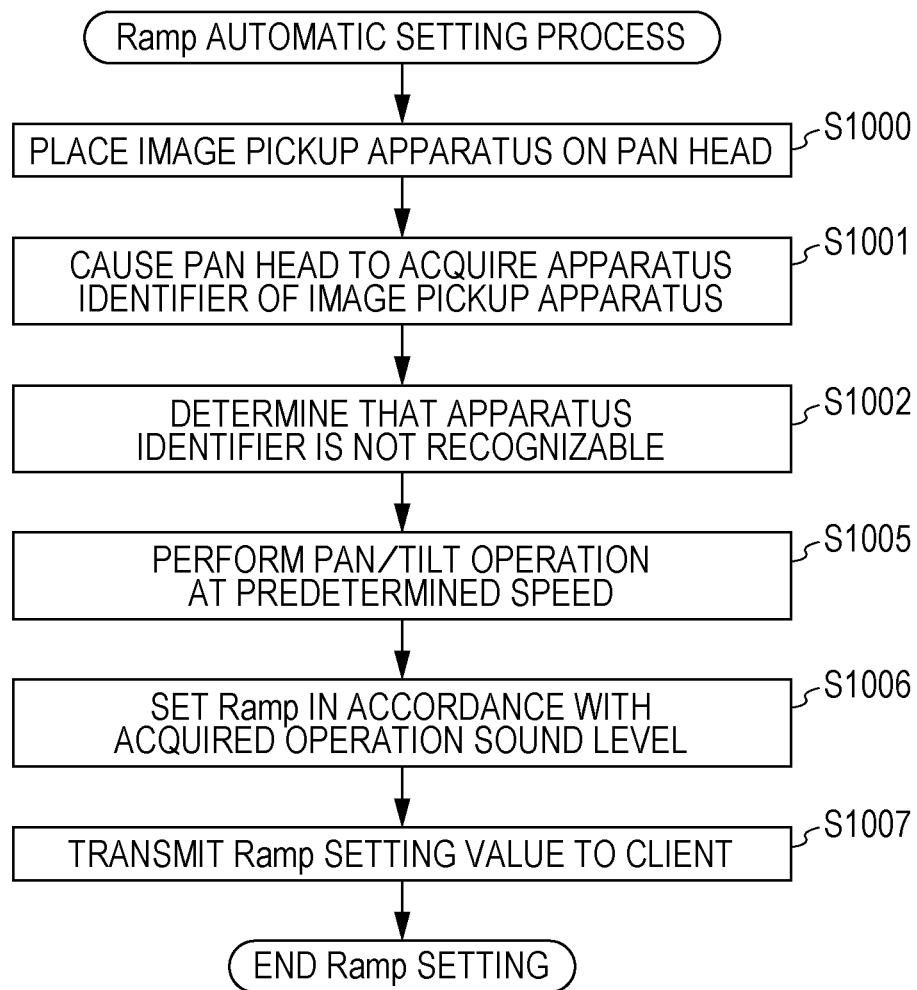 Ramp AUTOMATIC SETTING PROCESS
PLACE IMAGE PICKUP APPARATUS ON PAN HEAD
S1000
CAUSE PAN HEAD TO ACQUIRE APPARATUS
IDENTIFIER OF IMAGE PICKUP APPARATUS
S1001
DETERMINE THAT APPARATUS
IDENTIFIER IS NOT RECOGNIZABLE
S1002
PERFORM PAN/TILT OPERATION
AT PREDETERMINED SPEED
S1005
SET Ramp IN ACCORDANCE WITH
ACQUIRED OPERATION SOUND LEVEL
S1006
TRANSMIT Ramp SETTING VALUE TO CLIENT
S1007
END Ramp SETTING